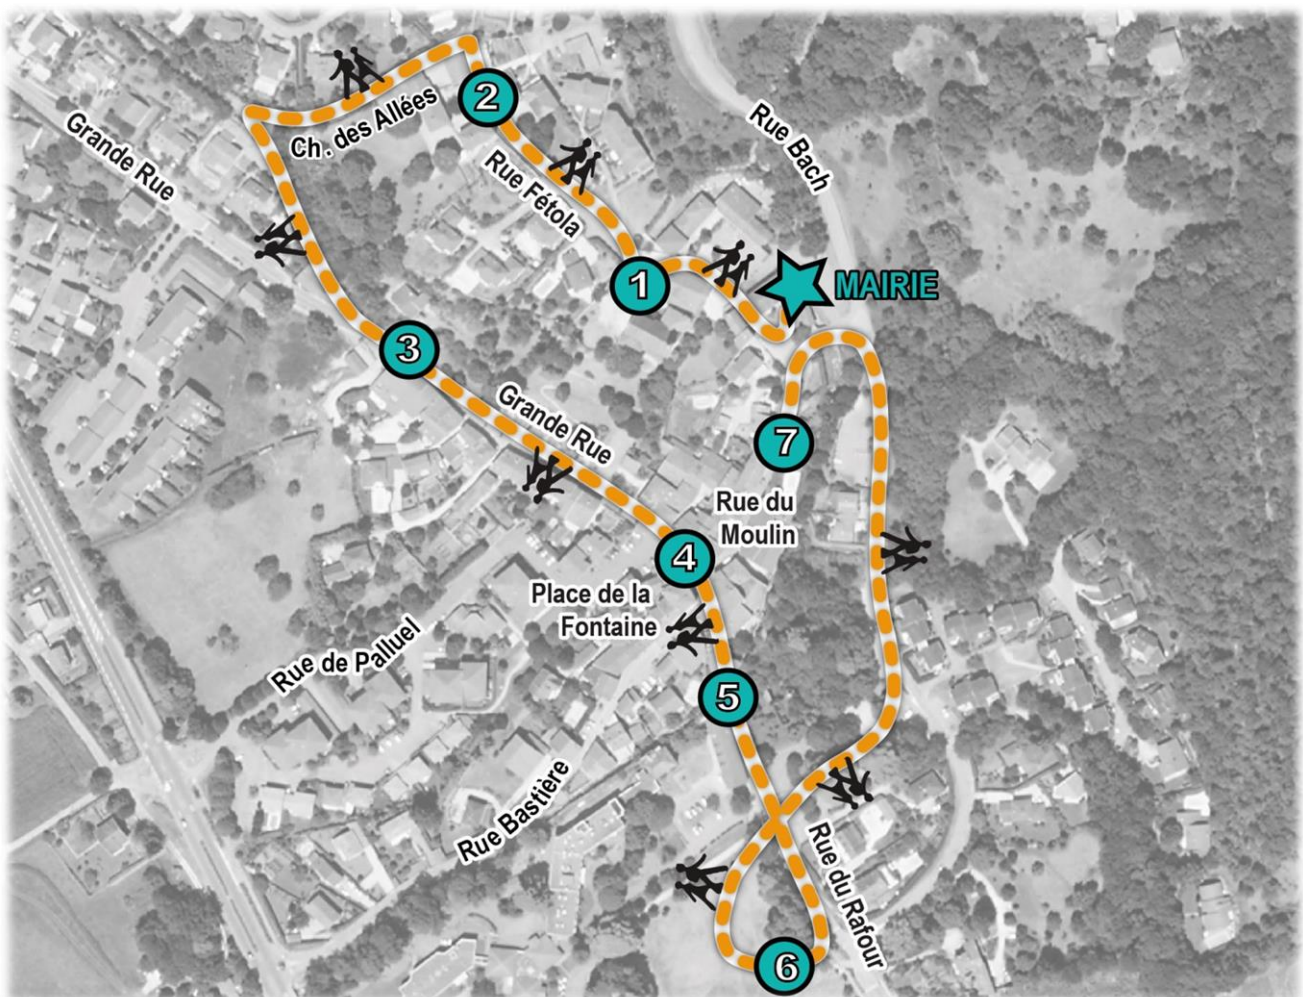 2
Ch. des Allées
Grande Rue
Rue Bach
Rue Fétola
1
MAIRIE
3
Grande Rue
7
Rue du
Moulin
4
Place de la
Fontaine
Rue de Palluel
5
Rue Bastière
Rue du Rafour
6